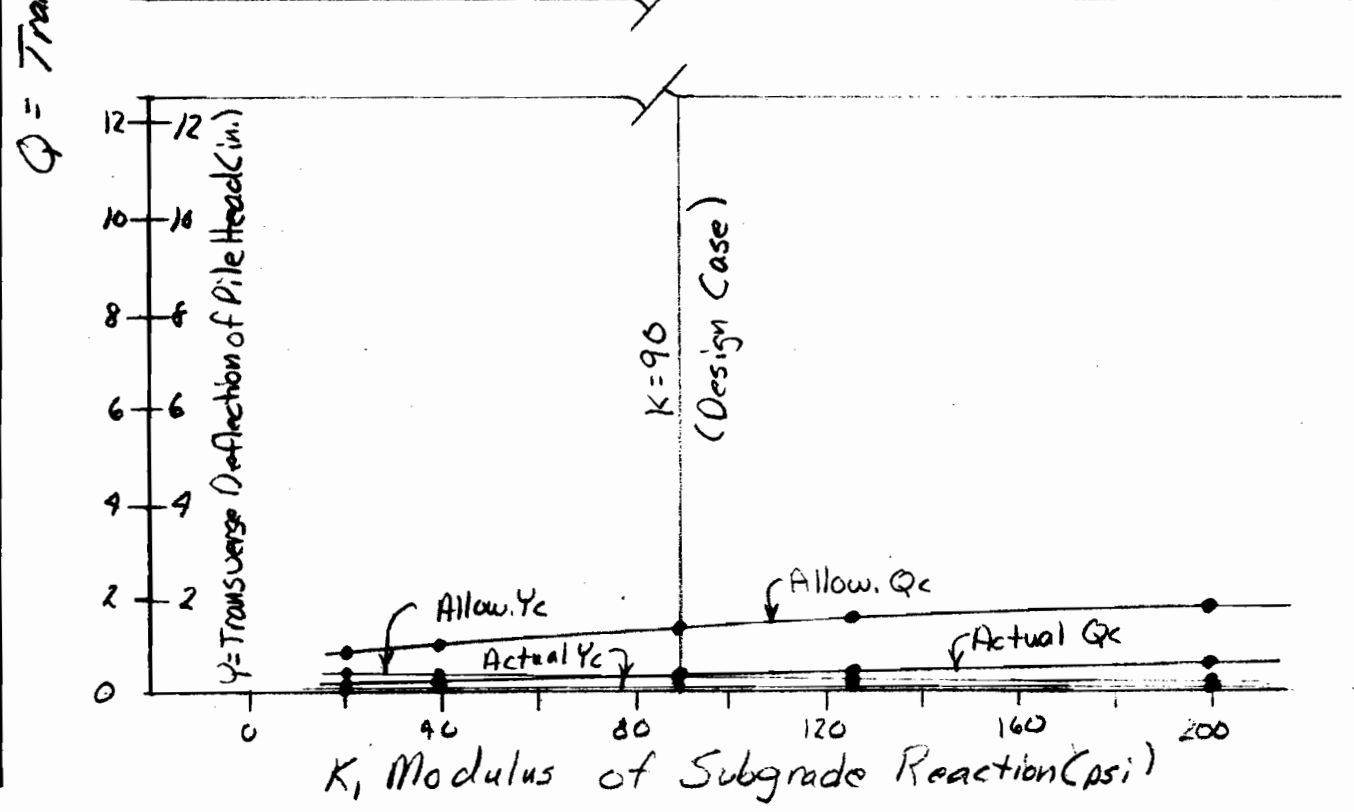 Q = Tra
12 12
10 10
8 8
6 6
4 4
2 2
0
Y=Transverse Deflection of Pile Head (in.)
K=90
(Design Case)
Allow. Qc
Allow. Yc
Actual Qc
Actual Yc
0 40 80 120 160 200
K, Modulus of Subgrade Reaction (psi)